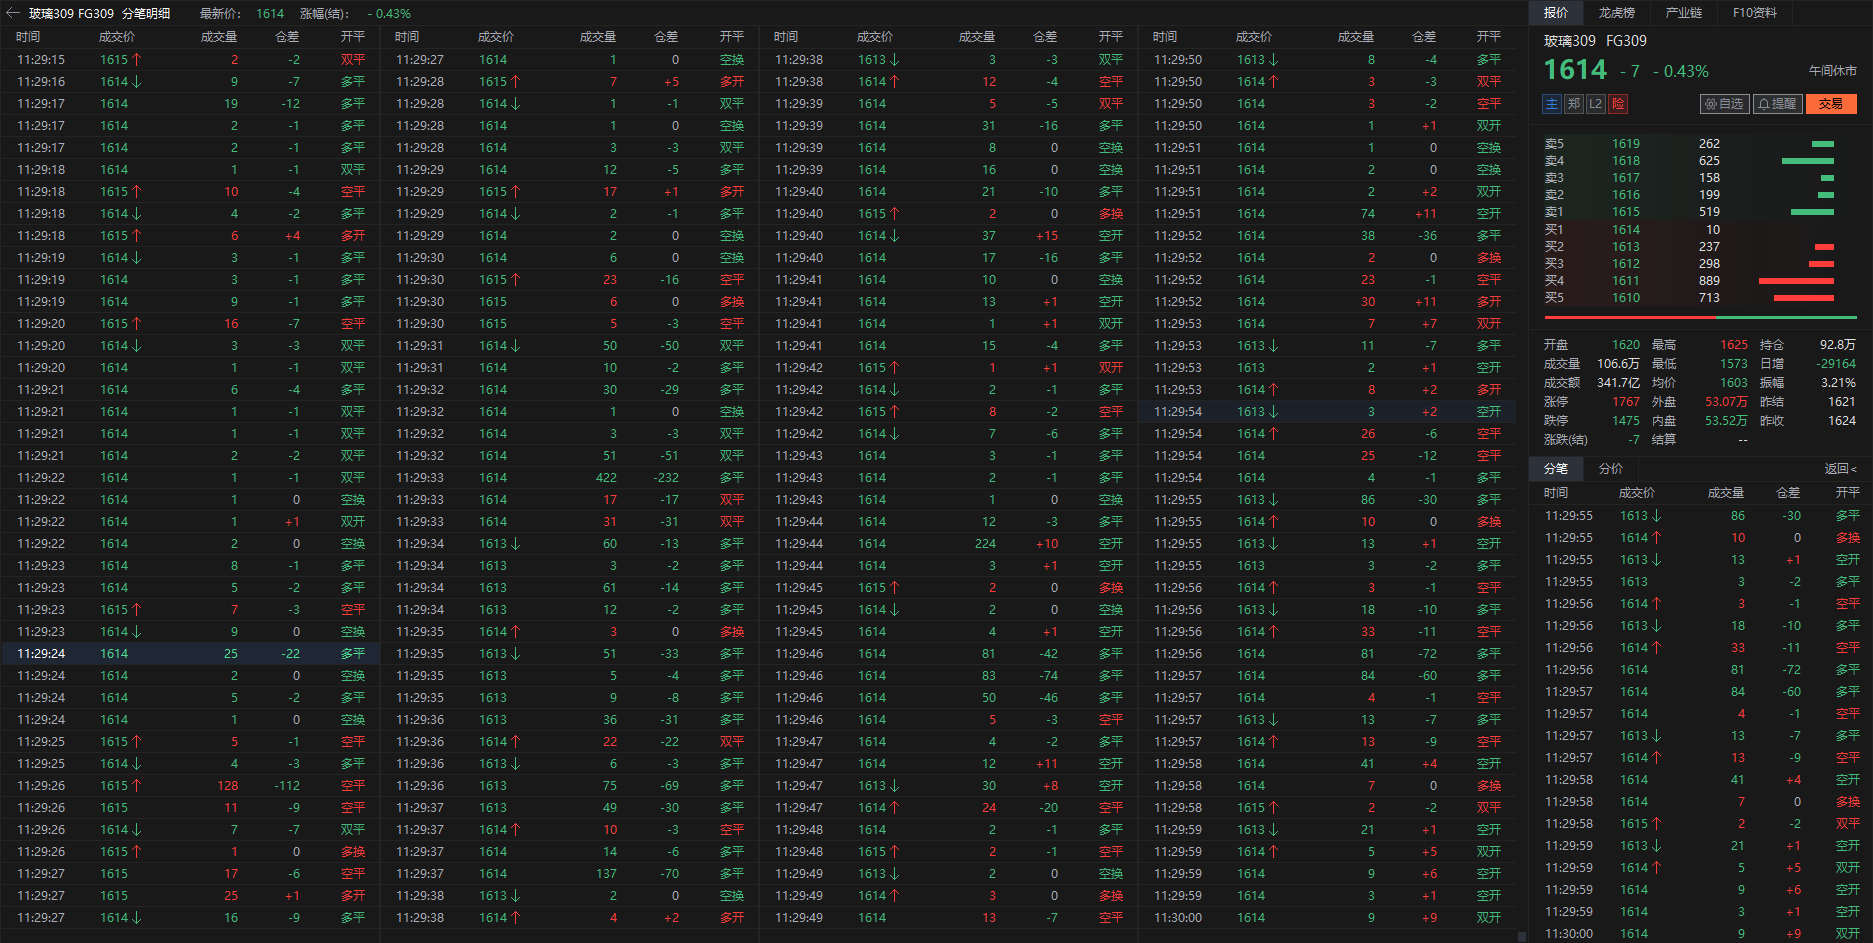 玻璃309 FG309 分笔明细 最新价: 1614 涨幅(结): - 0.43%
时间 成交价 成交量 仓差 开平
11:29:15 1615↑ 2 -2 双平
11:29:16 1614↓ 9 -7 多平
11:29:17 1614 19 -12 多平
11:29:17 1614 2 -1 多平
11:29:17 1614 2 -1 多平
11:29:18 1614 1 -1 双平
11:29:18 1615↑ 10 -4 空平
11:29:18 1614↓ 4 -2 多平
11:29:18 1615↑ 6 +4 多开
11:29:19 1614↓ 3 -1 多平
11:29:19 1614 3 -1 多平
11:29:19 1614 9 -1 多平
11:29:20 1615↑ 16 -7 空平
11:29:20 1614↓ 3 -3 双平
11:29:20 1614 1 -1 双平
11:29:21 1614 6 -4 多平
11:29:21 1614 1 -1 双平
11:29:21 1614 1 -1 双平
11:29:21 1614 2 -2 双平
11:29:22 1614 1 -1 双平
11:29:22 1614 1 0 空换
11:29:22 1614 1 +1 双开
11:29:22 1614 2 0 空换
11:29:23 1614 8 -1 多平
11:29:23 1614 5 -2 多平
11:29:23 1615↑ 7 -3 空平
11:29:23 1614↓ 9 0 空换
11:29:24 1614 25 -22 多平
11:29:24 1614 2 0 空换
11:29:24 1614 5 -2 多平
11:29:24 1614 1 0 空换
11:29:25 1615↑ 5 -1 空平
11:29:25 1614↓ 4 -3 多平
11:29:26 1615↑ 128 -112 空平
11:29:26 1615 11 -9 空平
11:29:26 1614↓ 7 -7 双平
11:29:26 1615↑ 1 0 多换
11:29:27 1615 17 -6 空平
11:29:27 1615 25 +1 多开
11:29:27 1614↓ 16 -9 多平
时间 成交价 成交量 仓差 开平
11:29:27 1614 1 0 空换
11:29:28 1615↑ 7 +5 多开
11:29:28 1614↓ 1 -1 双平
11:29:28 1614 1 0 空换
11:29:28 1614 3 -3 双平
11:29:29 1614 12 -5 多平
11:29:29 1615↑ 17 +1 多开
11:29:29 1614↓ 2 -1 多平
11:29:29 1614 2 0 空换
11:29:30 1614 6 0 空换
11:29:30 1615↑ 23 -16 空平
11:29:30 1615 6 0 多换
11:29:30 1615 5 -3 空平
11:29:31 1614↓ 50 -50 双平
11:29:31 1614 10 -2 多平
11:29:32 1614 30 -29 多平
11:29:32 1614 1 0 空换
11:29:32 1614 3 -3 双平
11:29:32 1614 51 -51 双平
11:29:33 1614 422 -232 多平
11:29:33 1614 17 -17 双平
11:29:33 1614 31 -31 双平
11:29:34 1613↓ 60 -13 多平
11:29:34 1613 3 -2 多平
11:29:34 1613 61 -14 多平
11:29:34 1613 12 -2 多平
11:29:35 1614↑ 3 0 多换
11:29:35 1613↓ 51 -33 多平
11:29:35 1613 5 -4 多平
11:29:35 1613 9 -8 多平
11:29:36 1613 36 -31 多平
11:29:36 1614↑ 22 -22 双平
11:29:36 1613↓ 6 -3 多平
11:29:37 1613 75 -69 多平
11:29:37 1613 49 -30 多平
11:29:37 1614↑ 10 -3 空平
11:29:37 1614 14 -6 多平
11:29:37 1614 137 -70 多平
11:29:38 1613↓ 2 0 空换
11:29:38 1614↑ 4 +2 多开
时间 成交价 成交量 仓差 开平
11:29:38 1613↓ 3 -3 双平
11:29:38 1614↑ 12 -4 空平
11:29:39 1614 5 -5 双平
11:29:39 1614 31 -16 多平
11:29:39 1614 8 0 空换
11:29:39 1614 16 0 空换
11:29:40 1614 21 -10 多平
11:29:40 1615↑ 2 0 多换
11:29:40 1614↓ 37 +15 空开
11:29:40 1614 17 -16 多平
11:29:41 1614 10 0 空换
11:29:41 1614 13 +1 空开
11:29:41 1614 1 +1 双开
11:29:41 1614 15 -4 多平
11:29:42 1615↑ 1 +1 双开
11:29:42 1614↓ 2 -1 多平
11:29:42 1615↑ 8 -2 空平
11:29:42 1614↓ 7 -6 多平
11:29:43 1614 3 -1 多平
11:29:43 1614 2 -1 多平
11:29:43 1614 1 0 空换
11:29:44 1614 12 -3 多平
11:29:44 1614 224 +10 空开
11:29:44 1614 3 +1 空开
11:29:45 1615↑ 2 0 多换
11:29:45 1614↓ 2 0 空换
11:29:45 1614 4 +1 空开
11:29:46 1614 81 -42 多平
11:29:46 1614 83 -74 多平
11:29:46 1614 50 -46 多平
11:29:46 1614 5 -3 空平
11:29:47 1614 4 -2 多平
11:29:47 1614 12 +11 空开
11:29:47 1613↓ 30 +8 空开
11:29:47 1614↑ 24 -20 空平
11:29:48 1614 2 -1 多平
11:29:48 1615↑ 2 -1 空平
11:29:49 1613↓ 2 0 空换
11:29:49 1614↑ 3 0 多换
11:29:49 1614 13 -7 空平
时间 成交价 成交量 仓差 开平
11:29:50 1613↓ 8 -4 多平
11:29:50 1614↑ 3 -3 双平
11:29:50 1614 3 -2 空平
11:29:50 1614 1 +1 双开
11:29:51 1614 1 0 空换
11:29:51 1614 2 0 空换
11:29:51 1614 2 +2 双开
11:29:51 1614 74 +11 空开
11:29:52 1614 38 -36 多平
11:29:52 1614 2 0 多换
11:29:52 1614 23 -1 空平
11:29:52 1614 30 +11 多开
11:29:53 1614 7 +7 双开
11:29:53 1613↓ 11 -7 多平
11:29:53 1613 2 +1 空开
11:29:53 1614↑ 8 +2 多开
11:29:54 1613↓ 3 +2 空开
11:29:54 1614↑ 26 -6 空平
11:29:54 1614 25 -12 空平
11:29:54 1614 4 -1 多平
11:29:55 1613↓ 86 -30 多平
11:29:55 1614↑ 10 0 多换
11:29:55 1613↓ 13 +1 空开
11:29:55 1613 3 -2 多平
11:29:56 1614↑ 3 -1 空平
11:29:56 1613↓ 18 -10 多平
11:29:56 1614↑ 33 -11 空平
11:29:56 1614 81 -72 多平
11:29:57 1614 84 -60 多平
11:29:57 1614 4 -1 空平
11:29:57 1613↓ 13 -7 多平
11:29:57 1614↑ 13 -9 空平
11:29:58 1614 41 +4 空开
11:29:58 1614 7 0 多换
11:29:58 1615↑ 2 -2 双平
11:29:59 1613↓ 21 +1 空开
11:29:59 1614↑ 5 +5 双开
11:29:59 1614 9 +6 空开
11:29:59 1614 3 +1 空开
11:30:00 1614 9 +9 双开
报价 龙虎榜 产业链 F10资料
玻璃309 FG309
1614 - 7 - 0.43% 午间休市
主 郑 L2 险 自选 提醒 交易
卖5 1619 262
卖4 1618 625
卖3 1617 158
卖2 1616 199
卖1 1615 519
买1 1614 10
买2 1613 237
买3 1612 298
买4 1611 889
买5 1610 713
开盘 1620 最高 1625 持仓 92.8万
成交量 106.6万 最低 1573 日增 -29164
成交额 341.7亿 均价 1603 振幅 3.21%
涨停 1767 外盘 53.07万 昨结 1621
跌停 1475 内盘 53.52万 昨收 1624
涨跌(结) -7 结算 --
分笔 分价 返回<
时间 成交价 成交量 仓差 开平
11:29:55 1613↓ 86 -30 多平
11:29:55 1614↑ 10 0 多换
11:29:55 1613↓ 13 +1 空开
11:29:55 1613 3 -2 多平
11:29:56 1614↑ 3 -1 空平
11:29:56 1613↓ 18 -10 多平
11:29:56 1614↑ 33 -11 空平
11:29:56 1614 81 -72 多平
11:29:57 1614 84 -60 多平
11:29:57 1614 4 -1 空平
11:29:57 1613↓ 13 -7 多平
11:29:57 1614↑ 13 -9 空平
11:29:58 1614 41 +4 空开
11:29:58 1614 7 0 多换
11:29:58 1615↑ 2 -2 双平
11:29:59 1613↓ 21 +1 空开
11:29:59 1614↑ 5 +5 双开
11:29:59 1614 9 +6 空开
11:29:59 1614 3 +1 空开
11:30:00 1614 9 +9 双开